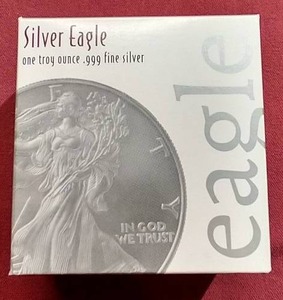 Silver Eagle
one troy ounce .999 fine silver
eagle
E
T
Y
IN GOD
WE TRUST